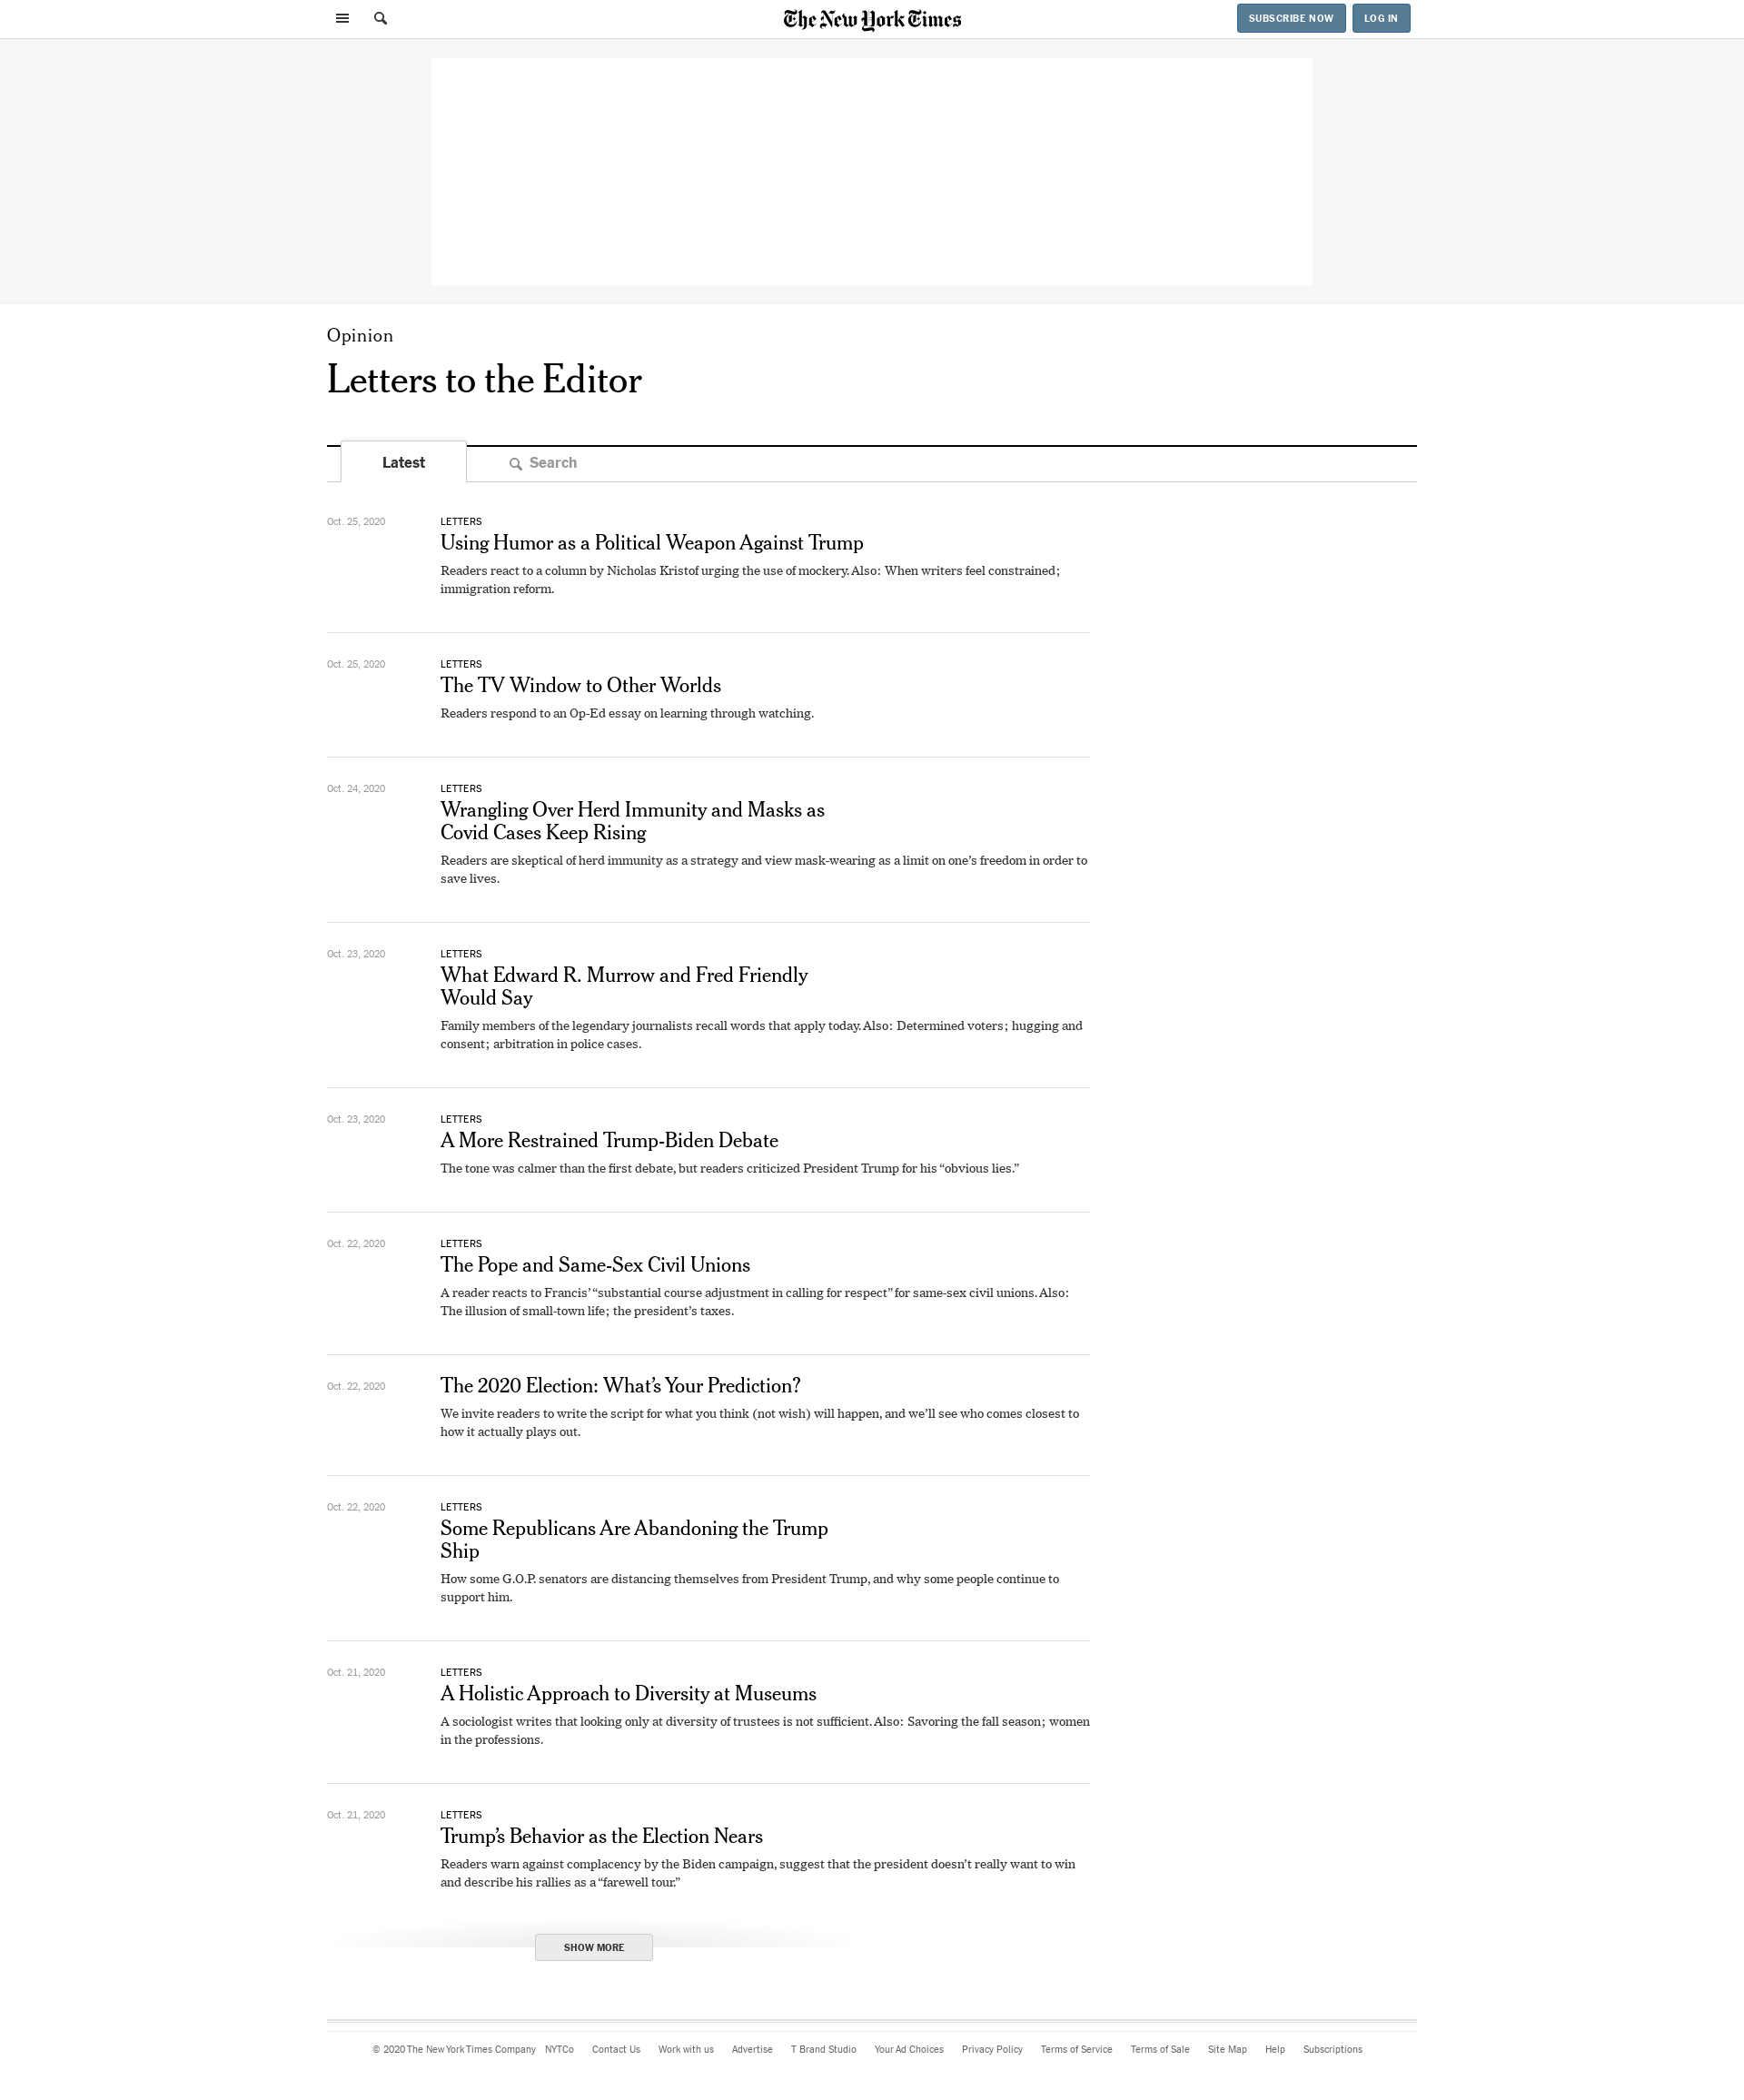 The New York Times
SUBSCRIBE NOW
LOG IN
Opinion
Letters to the Editor
Latest
Search
Oct. 25, 2020
LETTERS
Using Humor as a Political Weapon Against Trump
Readers react to a column by Nicholas Kristof urging the use of mockery. Also: When writers feel constrained;
immigration reform.
Oct. 25, 2020
LETTERS
The TV Window to Other Worlds
Readers respond to an Op-Ed essay on learning through watching.
Oct. 24, 2020
LETTERS
Wrangling Over Herd Immunity and Masks as
Covid Cases Keep Rising
Readers are skeptical of herd immunity as a strategy and view mask-wearing as a limit on one’s freedom in order to
save lives.
Oct. 23, 2020
LETTERS
What Edward R. Murrow and Fred Friendly
Would Say
Family members of the legendary journalists recall words that apply today. Also: Determined voters; hugging and
consent; arbitration in police cases.
Oct. 23, 2020
LETTERS
A More Restrained Trump-Biden Debate
The tone was calmer than the first debate, but readers criticized President Trump for his “obvious lies.”
Oct. 22, 2020
LETTERS
The Pope and Same-Sex Civil Unions
A reader reacts to Francis’ “substantial course adjustment in calling for respect” for same-sex civil unions. Also:
The illusion of small-town life; the president’s taxes.
Oct. 22, 2020
The 2020 Election: What’s Your Prediction?
We invite readers to write the script for what you think (not wish) will happen, and we’ll see who comes closest to
how it actually plays out.
Oct. 22, 2020
LETTERS
Some Republicans Are Abandoning the Trump
Ship
How some G.O.P. senators are distancing themselves from President Trump, and why some people continue to
support him.
Oct. 21, 2020
LETTERS
A Holistic Approach to Diversity at Museums
A sociologist writes that looking only at diversity of trustees is not sufficient. Also: Savoring the fall season; women
in the professions.
Oct. 21, 2020
LETTERS
Trump’s Behavior as the Election Nears
Readers warn against complacency by the Biden campaign, suggest that the president doesn’t really want to win
and describe his rallies as a “farewell tour.”
SHOW MORE
© 2020 The New York Times Company NYTCo Contact Us Work with us Advertise T Brand Studio Your Ad Choices Privacy Policy Terms of Service Terms of Sale Site Map Help Subscriptions